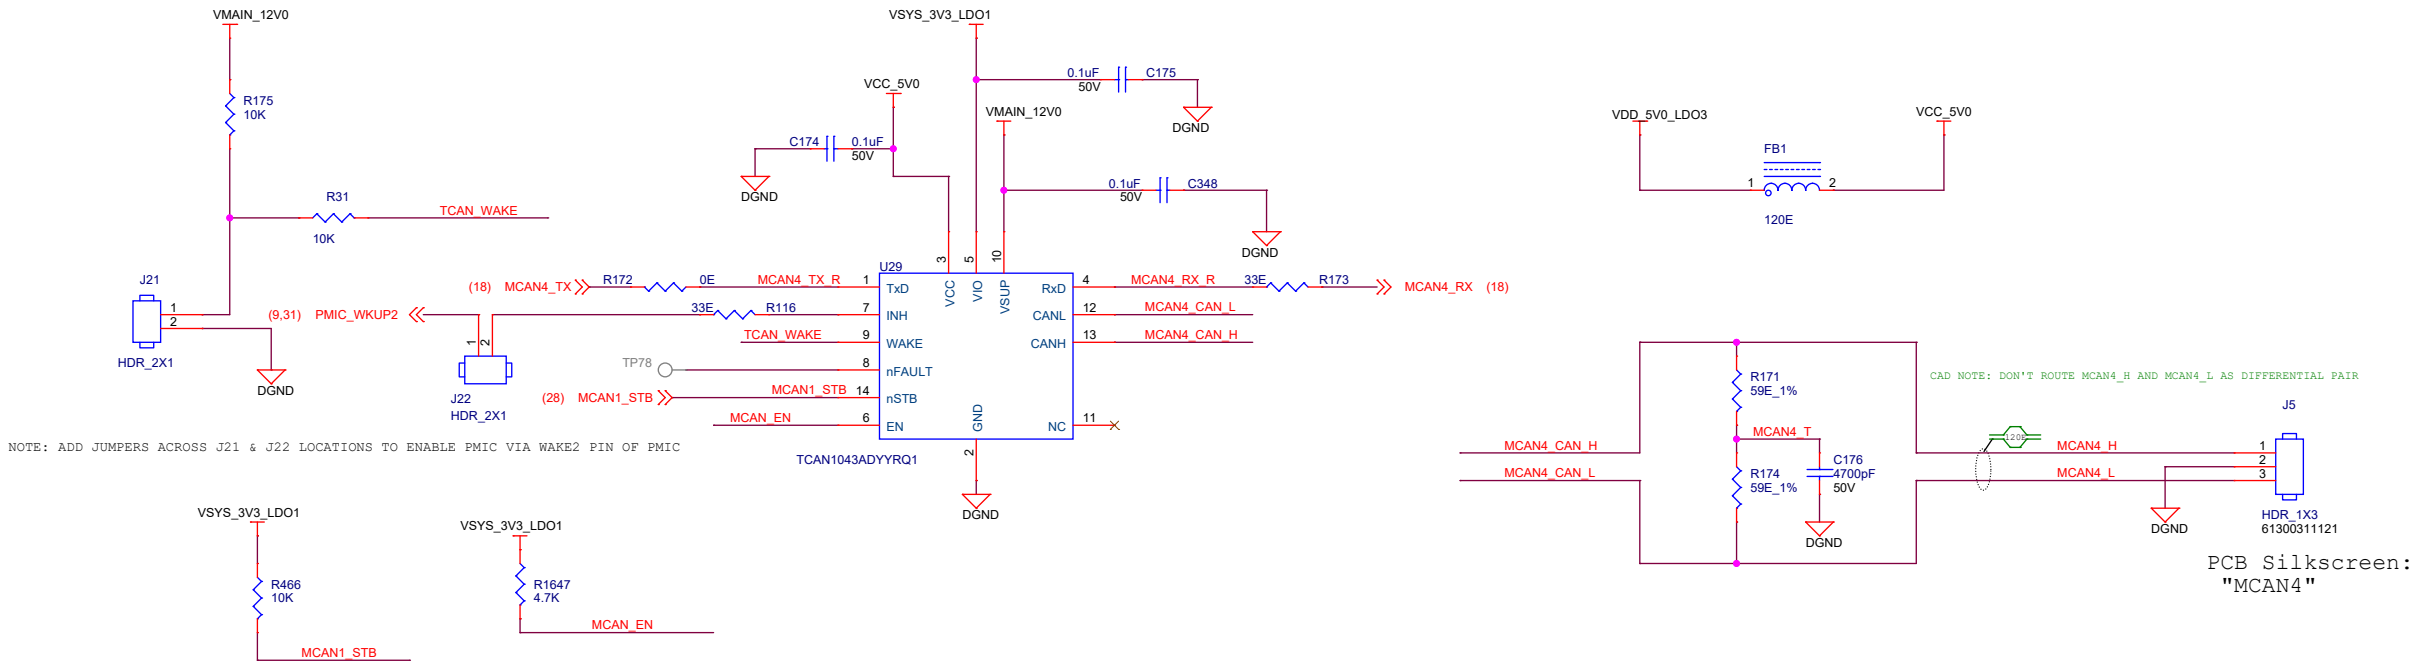 VMAIN_12V0
R175
10K
R31
10K
TCAN_WAKE
J21
1
2
HDR_2X1
DGND
VSYS_3V3_LDO1
0.1uF
50V
C175
DGND
VCC_5V0
C174
0.1uF
50V
DGND
VMAIN_12V0
0.1uF
50V
C348
DGND
VDD_5V0_LDO3
VCC_5V0
FB1
1
2
120E
(18) MCAN4_TX
R172
0E
MCAN4_TX_R
1
(9,31) PMIC_WKUP2
1
2
33E
R116
7
TCAN_WAKE
9
TP78
8
(28) MCAN1_STB
MCAN1_STB
14
MCAN_EN
6
J22
HDR_2X1
U29
3
5
10
VCC
VIO
VSUP
TxD
INH
WAKE
nFAULT
nSTB
EN
GND
2
RxD
CANL
CANH
NC
4
MCAN4_RX_R
33E
R173
MCAN4_RX (18)
12
MCAN4_CAN_L
13
MCAN4_CAN_H
11
TCAN1043ADYYRQ1
DGND
NOTE: ADD JUMPERS ACROSS J21 & J22 LOCATIONS TO ENABLE PMIC VIA WAKE2 PIN OF PMIC
VSYS_3V3_LDO1
R466
10K
MCAN1_STB
VSYS_3V3_LDO1
R1647
4.7K
MCAN_EN
MCAN4_CAN_H
MCAN4_CAN_L
R171
59E_1%
MCAN4_T
R174
59E_1%
C176
4700pF
50V
DGND
CAD NOTE: DON'T ROUTE MCAN4_H AND MCAN4_L AS DIFFERENTIAL PAIR
120E
MCAN4_H
MCAN4_L
J5
1
2
3
DGND
HDR_1X3
61300311121
PCB Silkscreen:
"MCAN4"